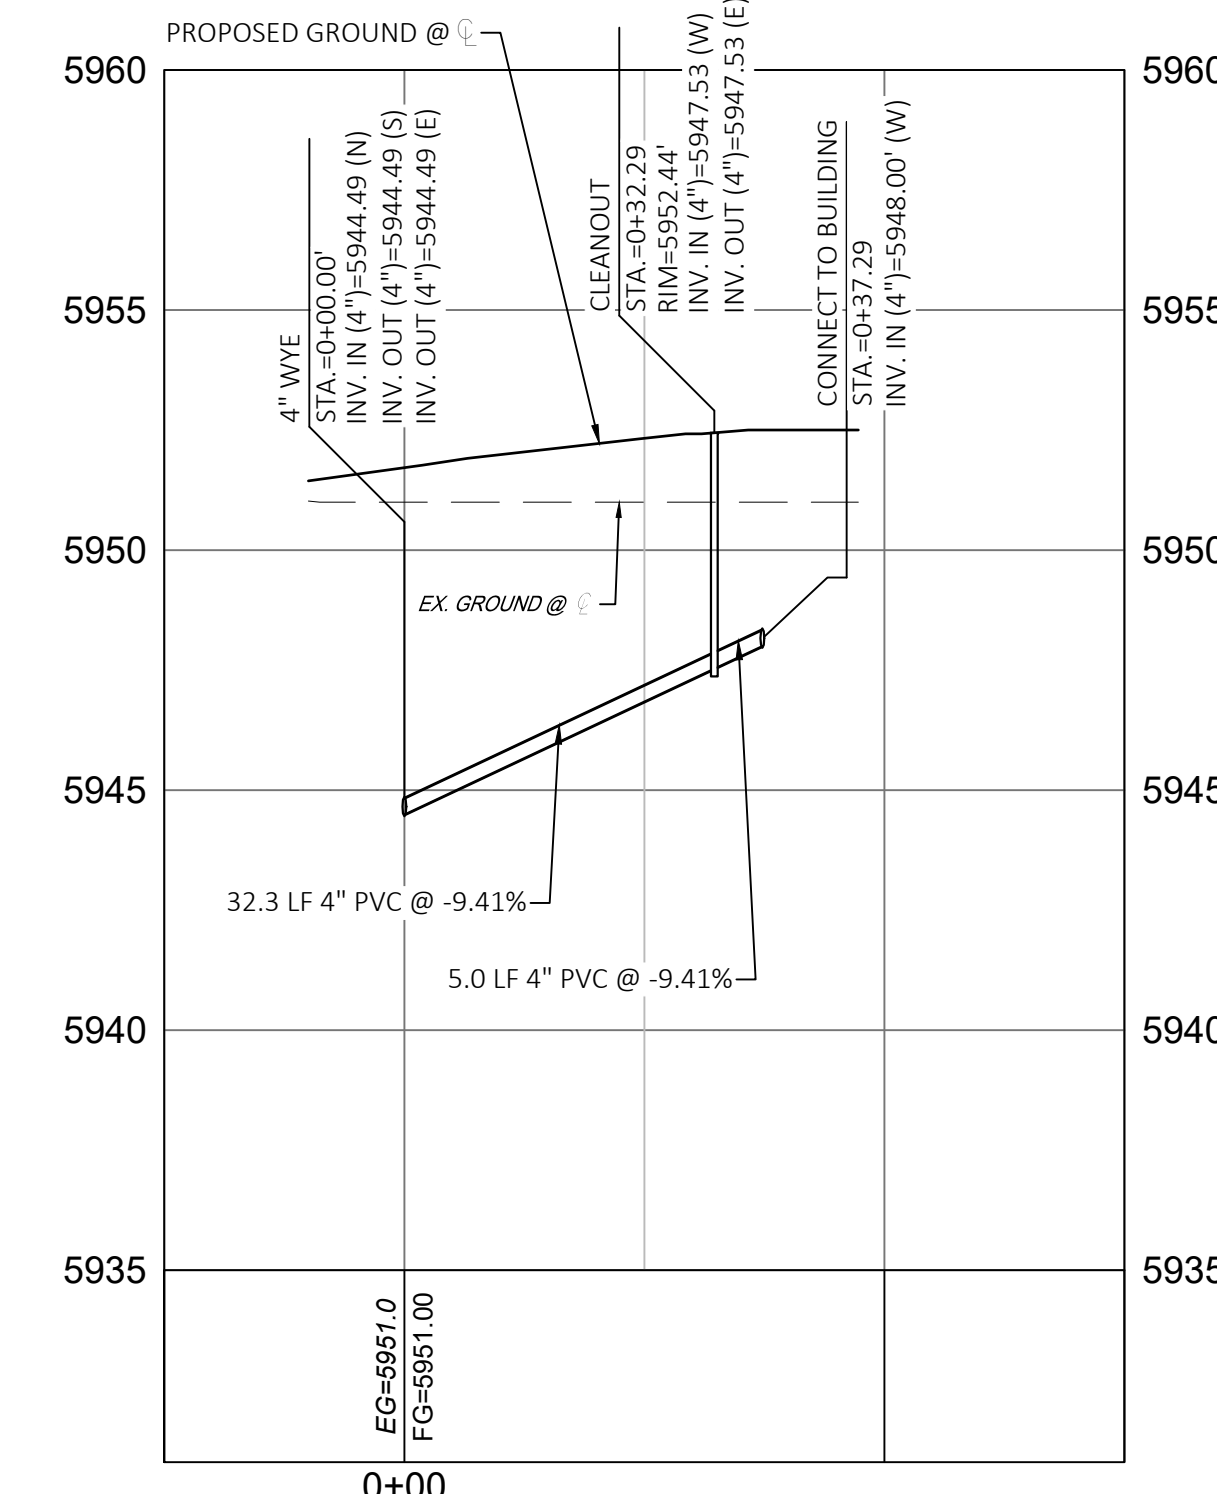 PROPOSED GROUND @ ℄
5960
5960
4" WYE
STA.=0+00.00'
INV. IN (4")=5944.49 (N)
INV. OUT (4")=5944.49 (S)
INV. OUT (4")=5944.49 (E)
CLEANOUT
STA.=0+32.29
RIM=5952.44'
INV. IN (4")=5947.53 (W)
INV. OUT (4")=5947.53 (E)
CONNECT TO BUILDING
STA.=0+37.29
INV. IN (4")=5948.00' (W)
5955
5955
5950
5950
EX. GROUND @ ℄
5945
5945
32.3 LF 4" PVC @ -9.41%
5.0 LF 4" PVC @ -9.41%
5940
5940
5935
5935
EG=5951.0
FG=5951.00
0+00